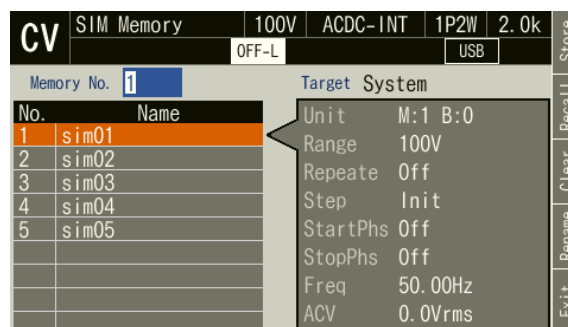 CV SIM Memory 100V ACDC-INT 1P2W 2.0k
OFF-L USB
Memory No. 1 Target System
No. Name
1 sim01
2 sim02
3 sim03
4 sim04
5 sim05
Unit M:1 B:0
Range 100V
Repeate Off
Step Init
StartPhs Off
StopPhs Off
Freq 50.00Hz
ACV 0.0Vrms
Store
Recall
Clear
Rename
Exit